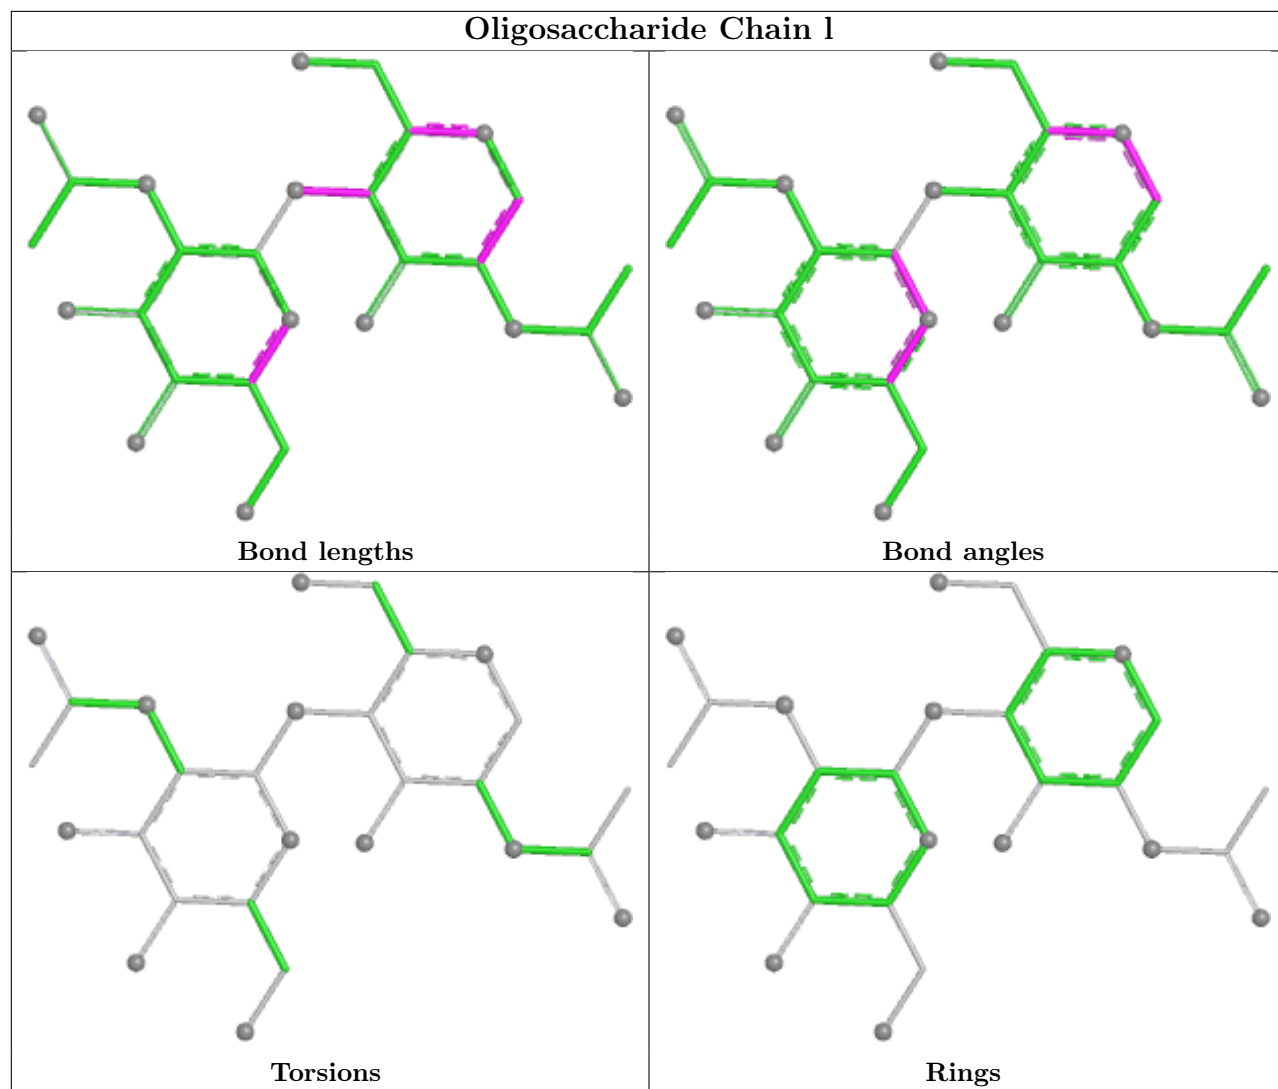 Oligosaccharide Chain l
Bond lengths
Bond angles
Torsions
Rings